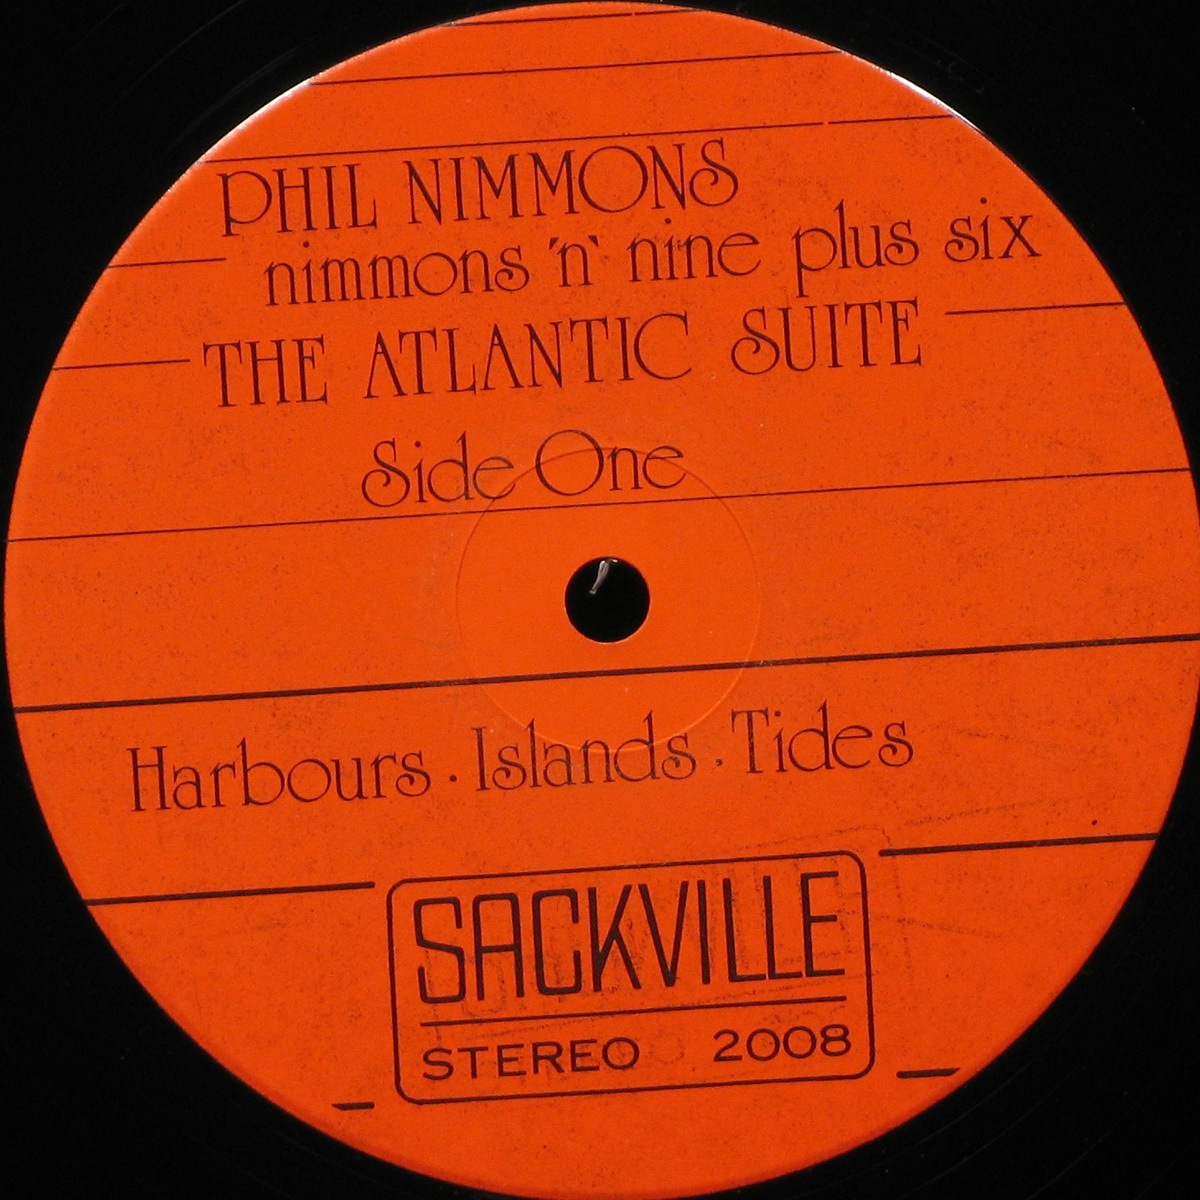 PHIL NIMMONS
nimmons 'n' nine plus six
THE ATLANTIC SUITE
Side One
Harbours · Islands · Tides
SACKVILLE
STEREO 2008